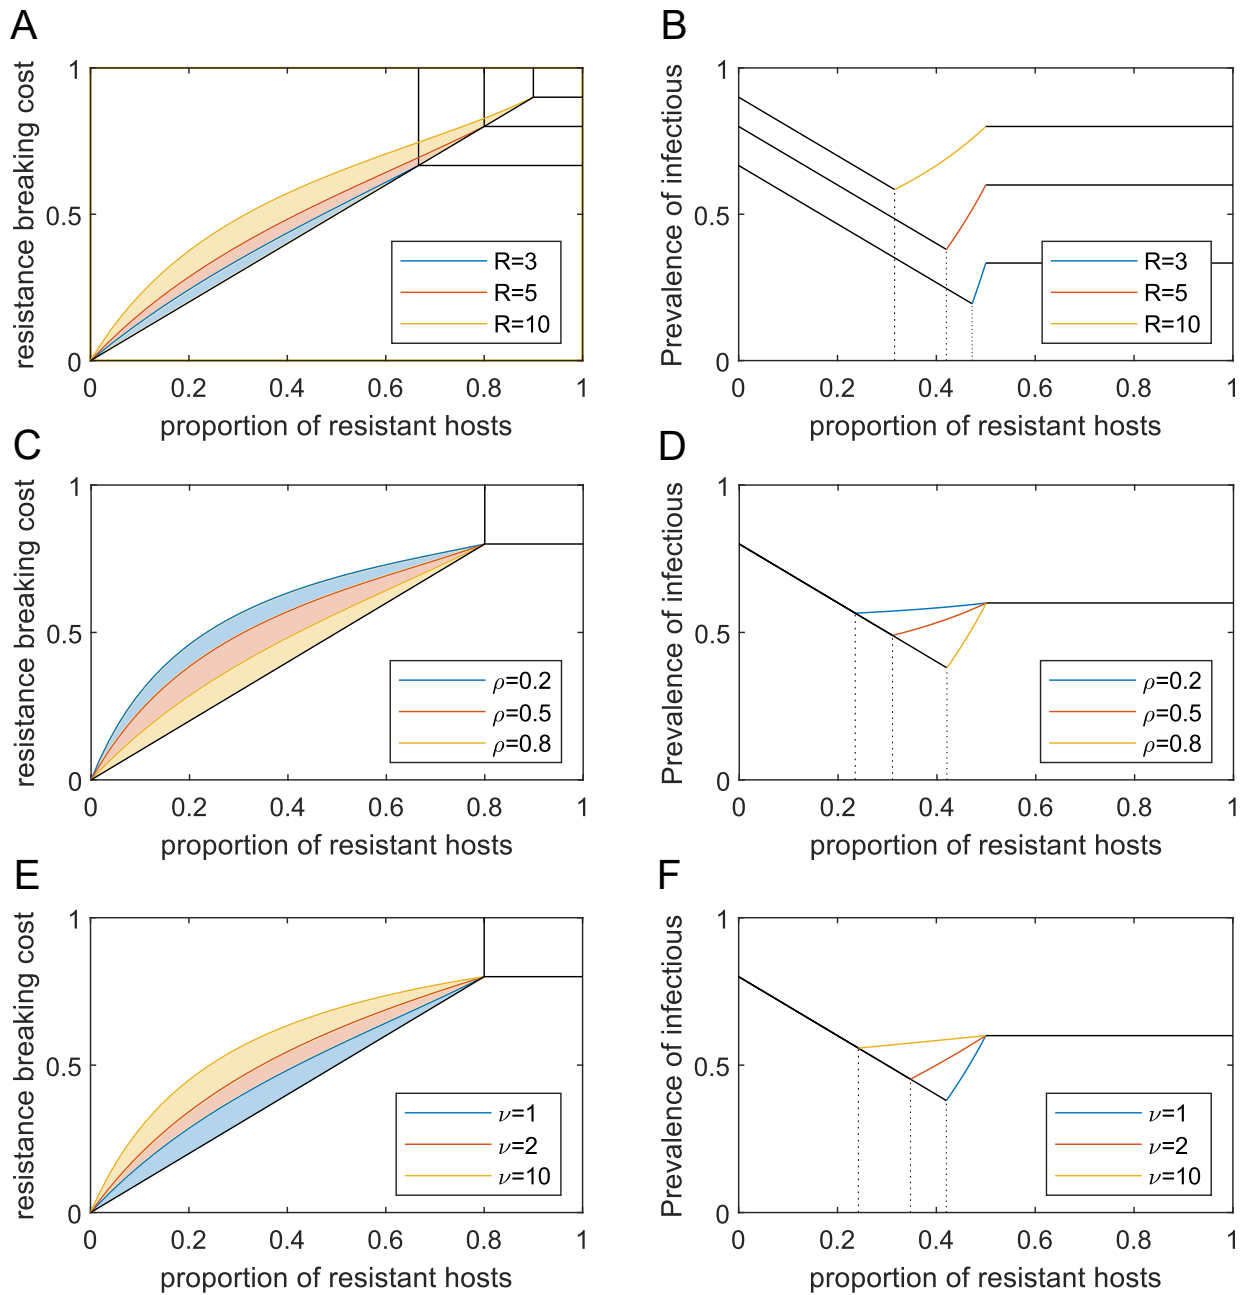 A
resistance breaking cost
1
0.5
0
R=3
R=5
R=10
0 0.2 0.4 0.6 0.8 1
proportion of resistant hosts
B
Prevalence of infectious
1
0.5
0
R=3
R=5
R=10
0 0.2 0.4 0.6 0.8 1
proportion of resistant hosts
C
resistance breaking cost
1
0.5
0
ρ=0.2
ρ=0.5
ρ=0.8
0 0.2 0.4 0.6 0.8 1
proportion of resistant hosts
D
Prevalence of infectious
1
0.5
0
ρ=0.2
ρ=0.5
ρ=0.8
0 0.2 0.4 0.6 0.8 1
proportion of resistant hosts
E
resistance breaking cost
1
0.5
0
ν=1
ν=2
ν=10
0 0.2 0.4 0.6 0.8 1
proportion of resistant hosts
F
Prevalence of infectious
1
0.5
0
ν=1
ν=2
ν=10
0 0.2 0.4 0.6 0.8 1
proportion of resistant hosts